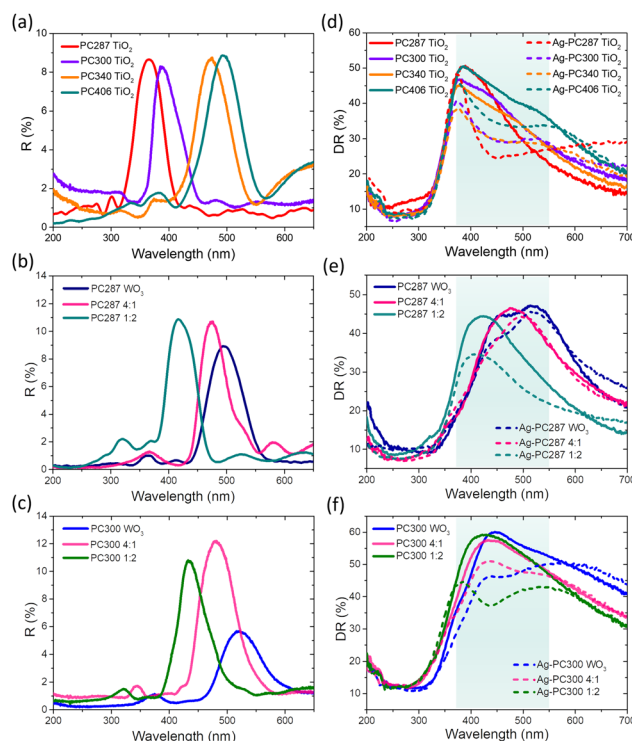 (a)
10
8
6
4
2
0
R (%)
PC287 TiO2
PC300 TiO2
PC340 TiO2
PC406 TiO2
200 300 400 500 600
Wavelength (nm)
(d)
60
50
40
30
20
10
DR (%)
PC287 TiO2
PC300 TiO2
PC340 TiO2
PC406 TiO2
Ag-PC287 TiO2
Ag-PC300 TiO2
Ag-PC340 TiO2
Ag-PC406 TiO2
200 300 400 500 600 700
Wavelength (nm)
(b)
14
12
10
8
6
4
2
0
R (%)
PC287 WO3
PC287 4:1
PC287 1:2
200 300 400 500 600
Wavelength (nm)
(e)
50
40
30
20
10
DR (%)
PC287 WO3
PC287 4:1
PC287 1:2
Ag-PC287 WO3
Ag-PC287 4:1
Ag-PC287 1:2
200 300 400 500 600 700
Wavelength (nm)
(c)
14
12
10
8
6
4
2
0
R (%)
PC300 WO3
PC300 4:1
PC300 1:2
200 300 400 500 600
Wavelength (nm)
(f)
60
50
40
30
20
10
DR (%)
PC300 WO3
PC300 4:1
PC300 1:2
Ag-PC300 WO3
Ag-PC300 4:1
Ag-PC300 1:2
200 300 400 500 600 700
Wavelength (nm)